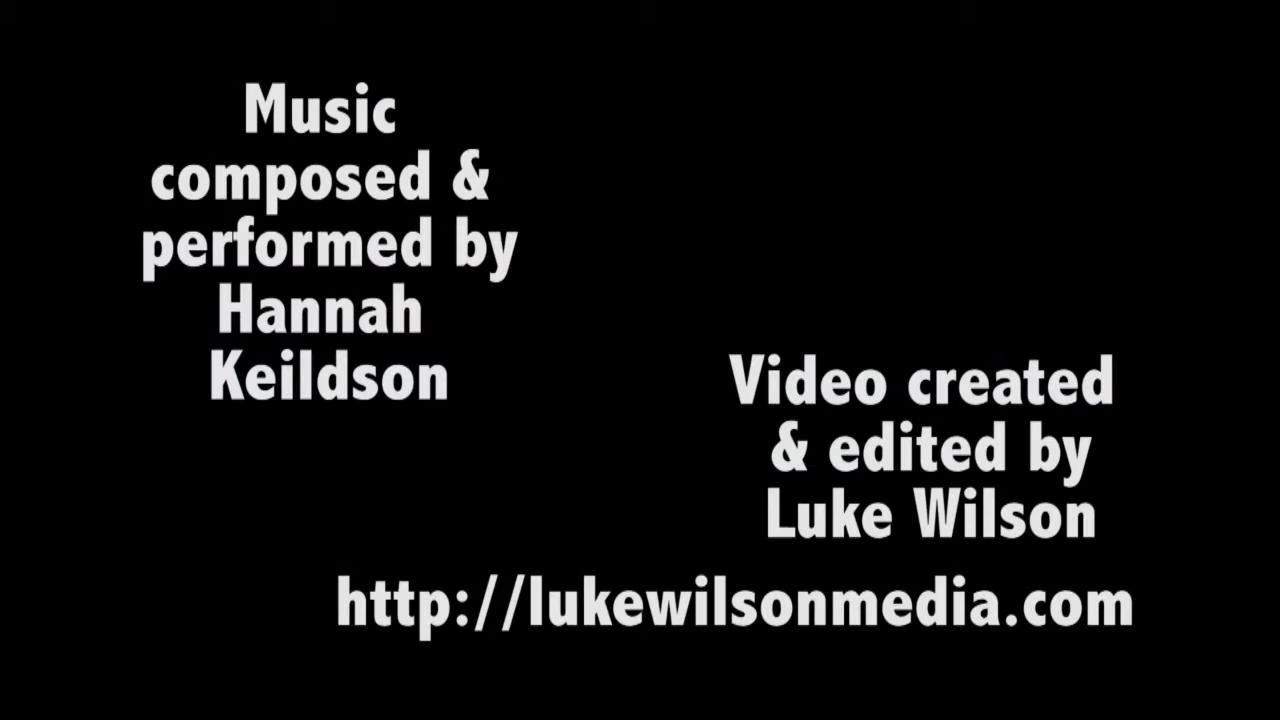 Music
composed &
performed by
Hannah
Keildson
Video created
& edited by
Luke Wilson
http://lukewilsonmedia.com